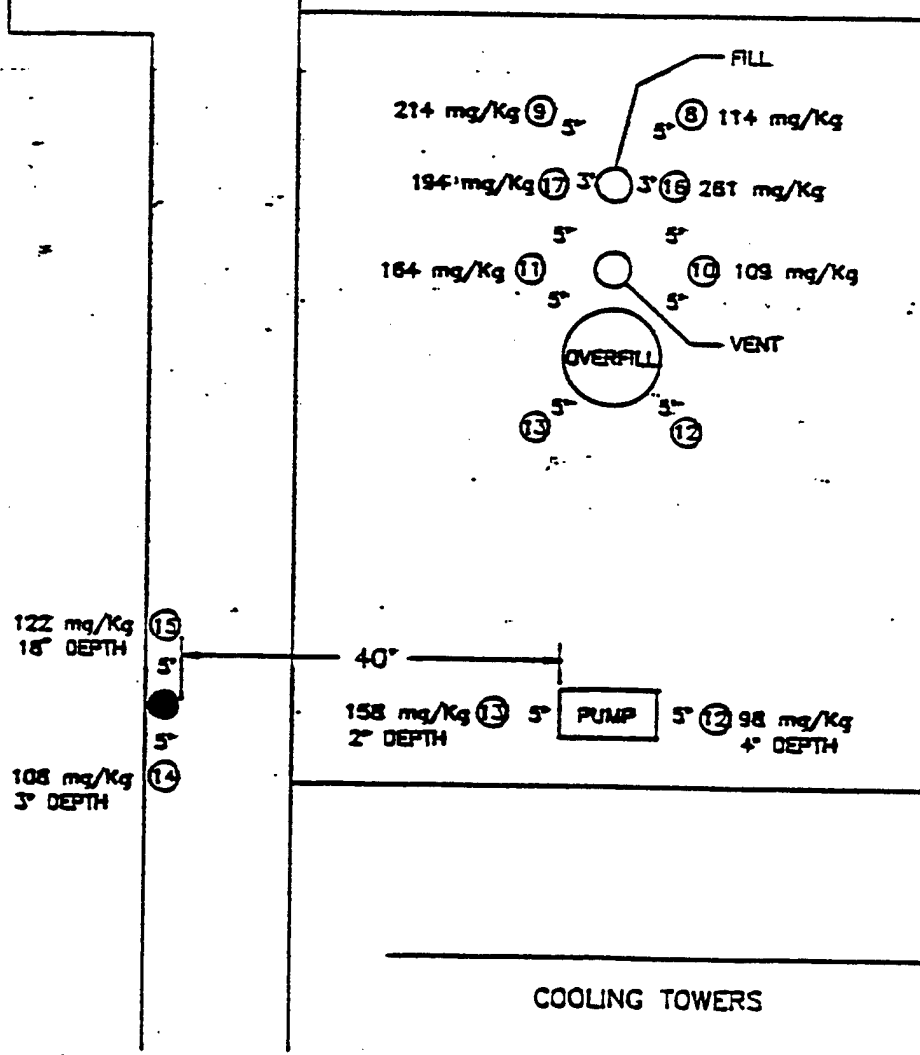 FILL
214 mg/Kg 9 5" 5" 8 114 mg/Kg
194 mg/Kg 17 3" 3" 16 261 mg/Kg
5" 5"
164 mg/Kg 11 10 109 mg/Kg
5" 5"
VENT
OVERFILL
5" 5"
13 12
122 mg/Kg 15
18" DEPTH
5"
40"
158 mg/Kg 13 5" PUMP 5" 12 98 mg/Kg
2" DEPTH 4" DEPTH
5"
108 mg/Kg 14
3" DEPTH
COOLING TOWERS